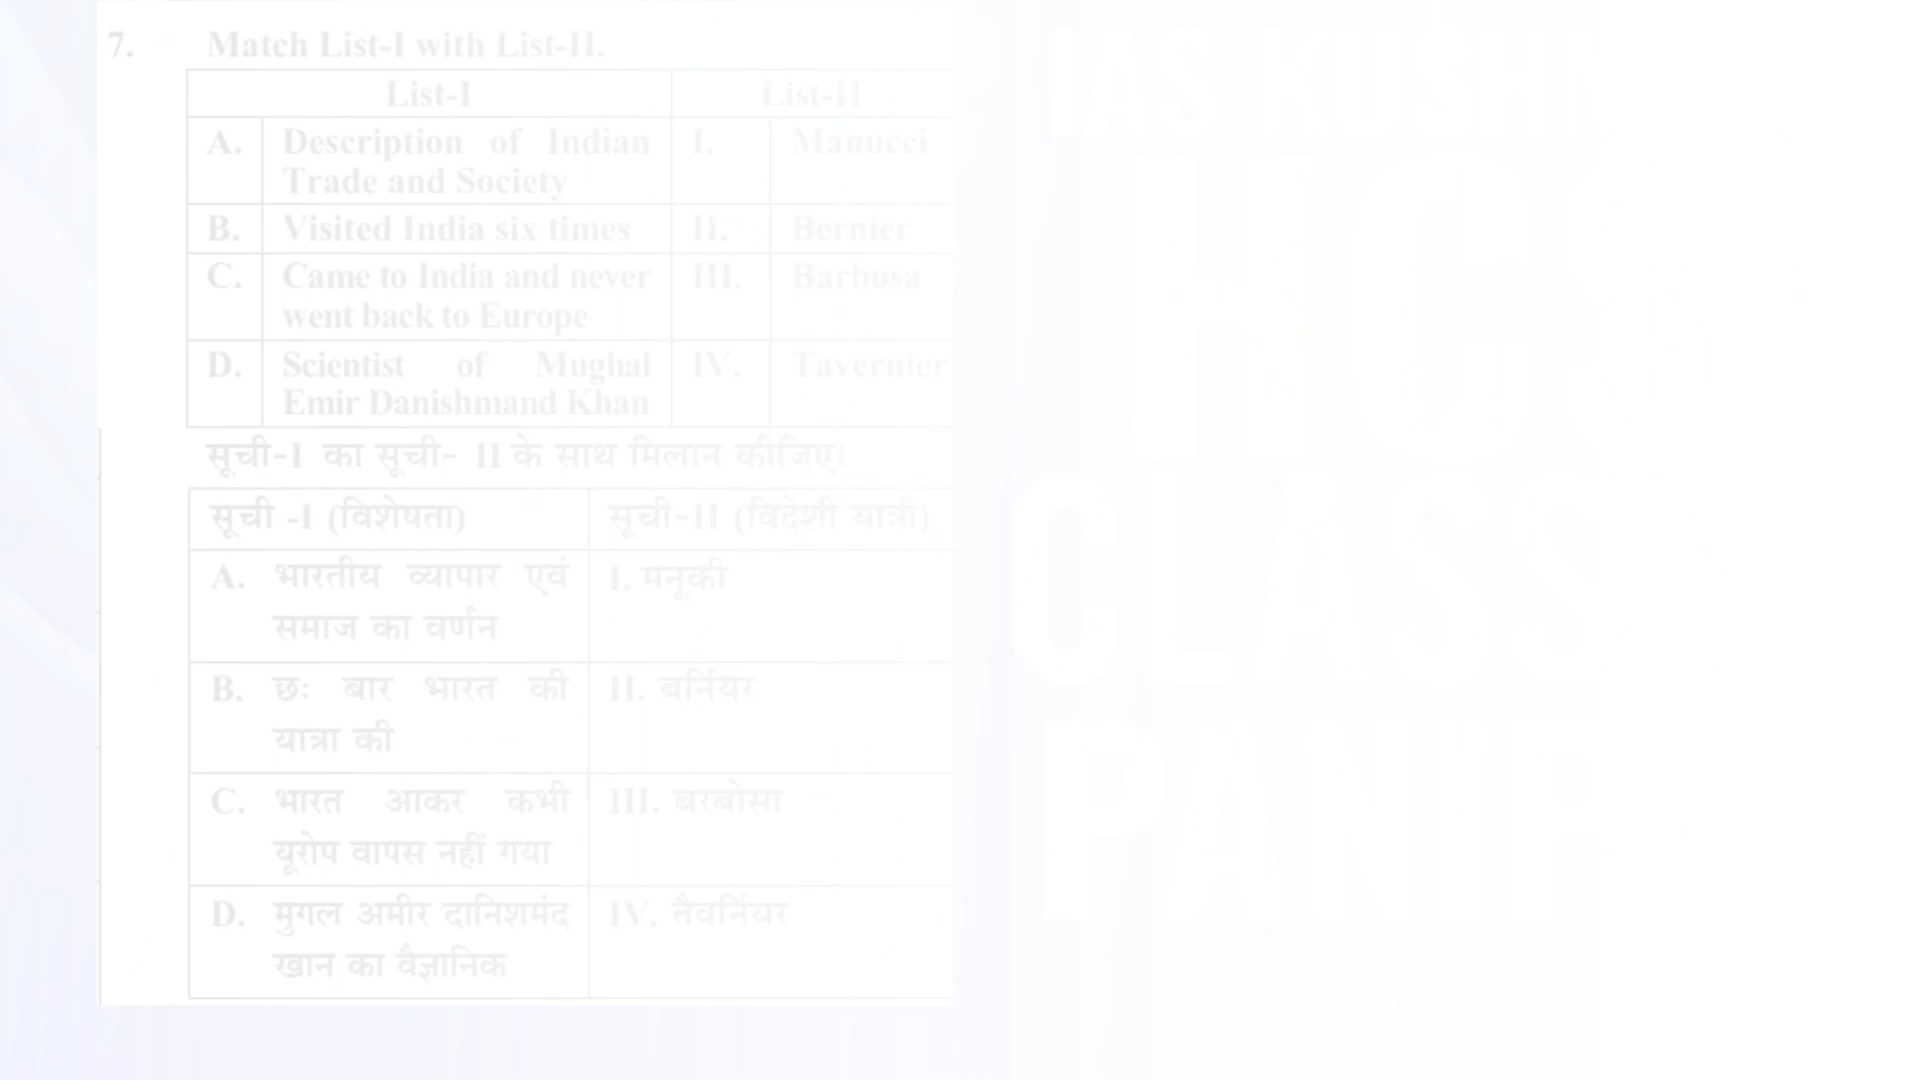 7. Match List-I with List-II.
List-I List-II
A. Description of Indian I. Manucci
Trade and Society
B. Visited India six times II. Bernier
C. Came to India and never III. Barbosa
went back to Europe
D. Scientist of Mughal IV. Tavernier
Emir Danishmand Khan
सूची-I का सूची- II के साथ मिलान कीजिए।
सूची -I (विशेषता) सूची-II (विदेशी यात्री)
A. भारतीय व्यापार एवं I. मनूकी
समाज का वर्णन
B. छः बार भारत की II. बर्नियर
यात्रा की
C. भारत आकर कभी III. बरबोसा
यूरोप वापस नहीं गया
D. मुगल अमीर दानिशमंद IV. तैवर्नियर
खान का वैज्ञानिक
IAS